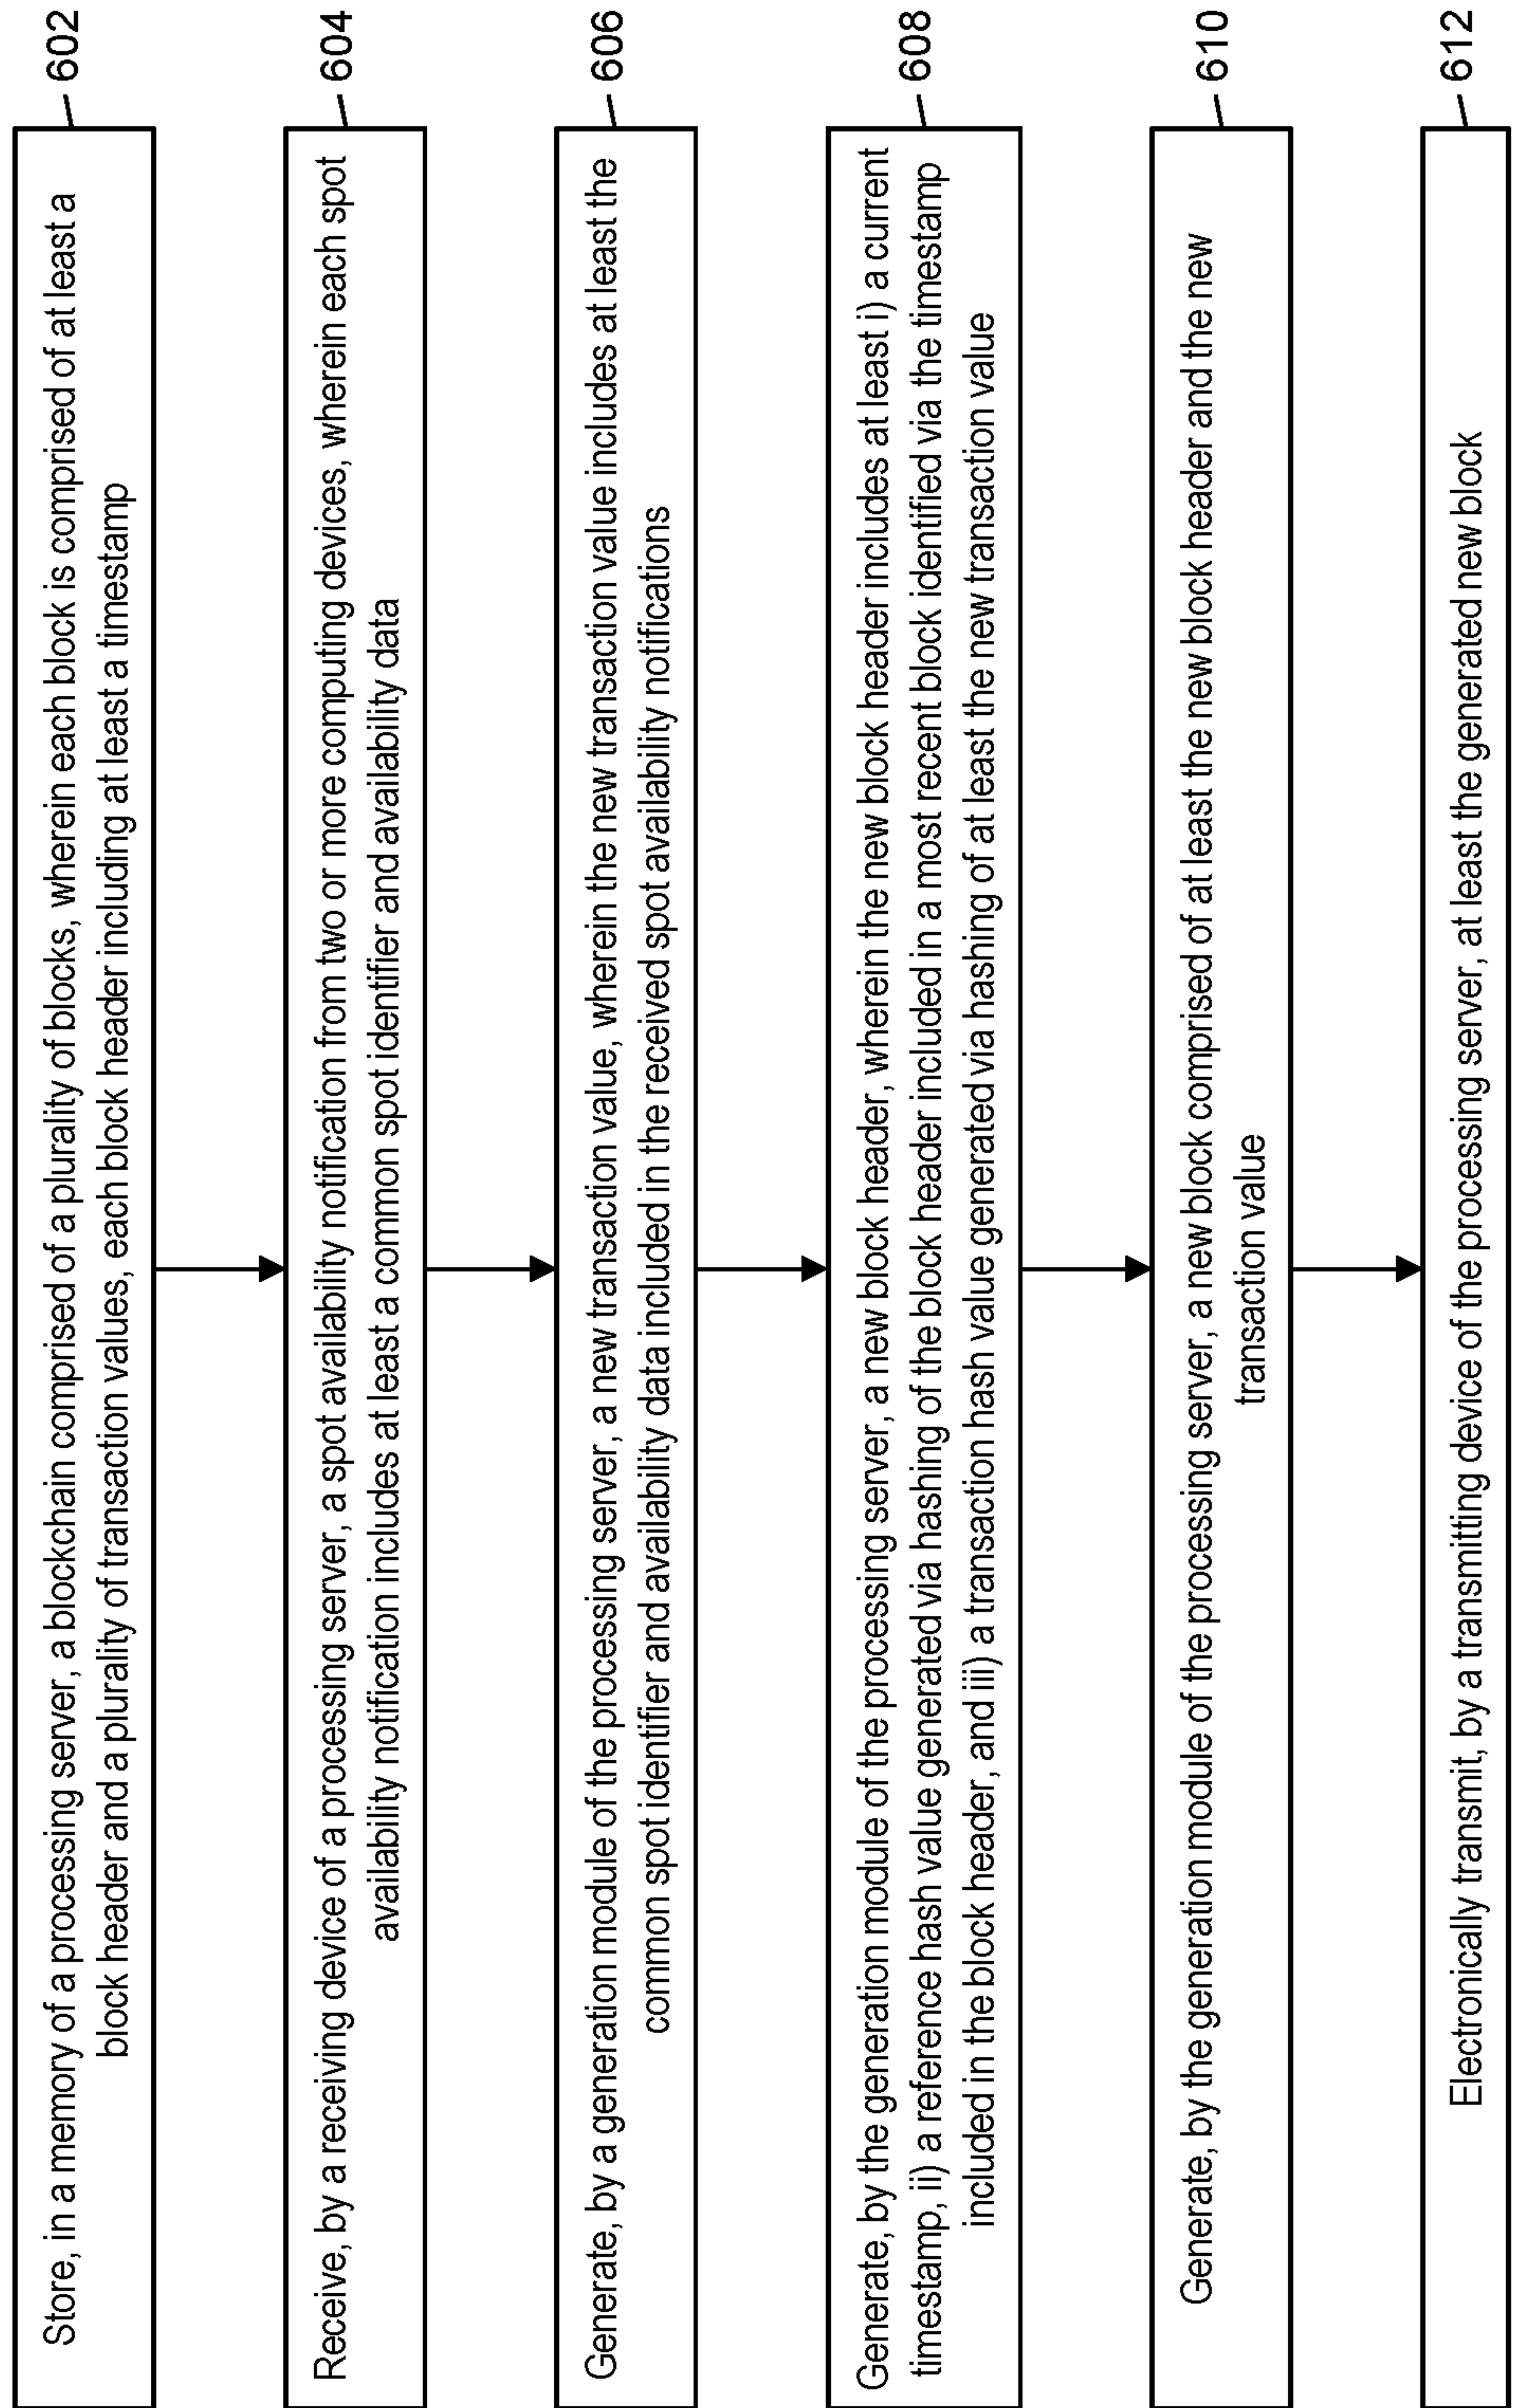 Store, in a memory of a processing server, a blockchain comprised of a plurality of blocks, wherein each block is comprised of at least a
block header and a plurality of transaction values, each block header including at least a timestamp
602
Receive, by a receiving device of a processing server, a spot availability notification from two or more computing devices, wherein each spot
availability notification includes at least a common spot identifier and availability data
604
Generate, by a generation module of the processing server, a new transaction value, wherein the new transaction value includes at least the
common spot identifier and availability data included in the received spot availability notifications
606
Generate, by the generation module of the processing server, a new block header, wherein the new block header includes at least i) a current
timestamp, ii) a reference hash value generated via hashing of the block header included in a most recent block identified via the timestamp
included in the block header, and iii) a transaction hash value generated via hashing of at least the new transaction value
608
Generate, by the generation module of the processing server, a new block comprised of at least the new block header and the new
transaction value
610
Electronically transmit, by a transmitting device of the processing server, at least the generated new block
612